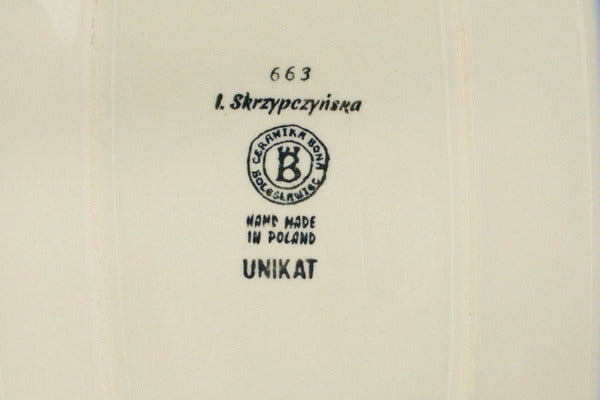 663
I. Skrzypczyńska
CERAMIKA BONA
B
BOLESŁAWIEC
HAND MADE
IN POLAND
UNIKAT